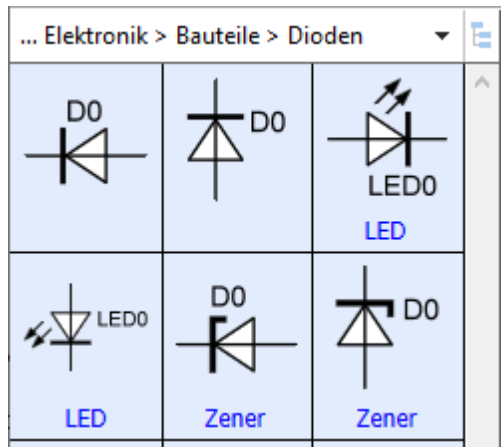 ... Elektronik > Bauteile > Dioden
D0
D0
LED0
LED
LED0
LED
D0
Zener
D0
Zener